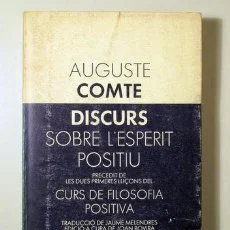 AUGUSTE
COMTE
DISCURS
SOBRE L'ESPERIT
POSITIU
PRECEDIT DE
LES DUES PRIMERES LLIÇONS DEL
CURS DE FILOSOFIA
POSITIVA
TRADUCCIÓ DE JAUME MELENDRES
EDICIÓ A CURA DE JOAN ROVIRA